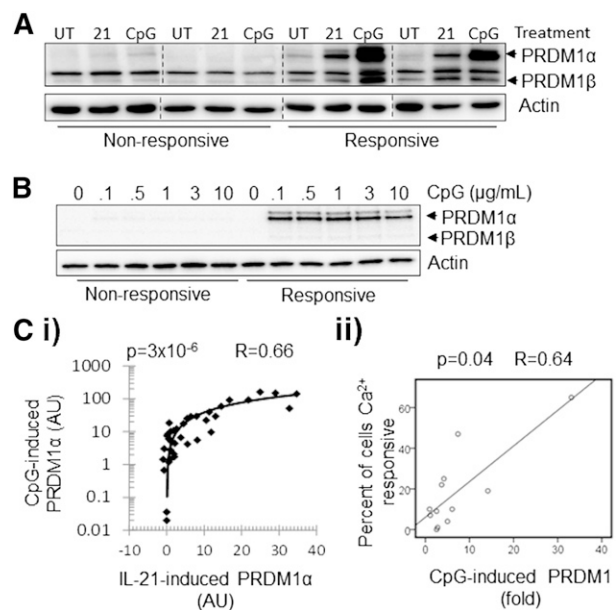 A
UT 21 CpG UT 21 CpG UT 21 CpG UT 21 CpG Treatment
PRDM1α
PRDM1β
Actin
Non-responsive Responsive
B
0 .1 .5 1 3 10 0 .1 .5 1 3 10 CpG (µg/mL)
PRDM1α
PRDM1β
Actin
Non-responsive Responsive
C i)
p=3x10⁻⁶ R=0.66
CpG-induced
PRDM1α (AU)
1000
100
10
1
0.1
0.01
-10 0 10 20 30 40
IL-21-induced PRDM1α
(AU)
ii)
p=0.04 R=0.64
Percent of cells Ca²⁺
responsive
60
40
20
0
0 10 20 30 40
CpG-induced PRDM1
(fold)